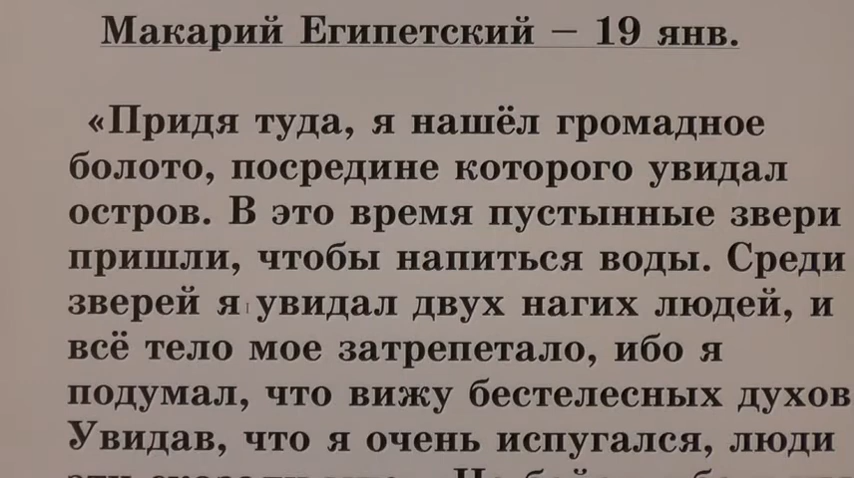 Макарий Египетский – 19 янв.
«Придя туда, я нашёл громадное
болото, посредине которого увидал
остров. В это время пустынные звери
пришли, чтобы напиться воды. Среди
зверей я увидал двух нагих людей, и
всё тело мое затрепетало, ибо я
подумал, что вижу бестелесных духов
Увидав, что я очень испугался, люди